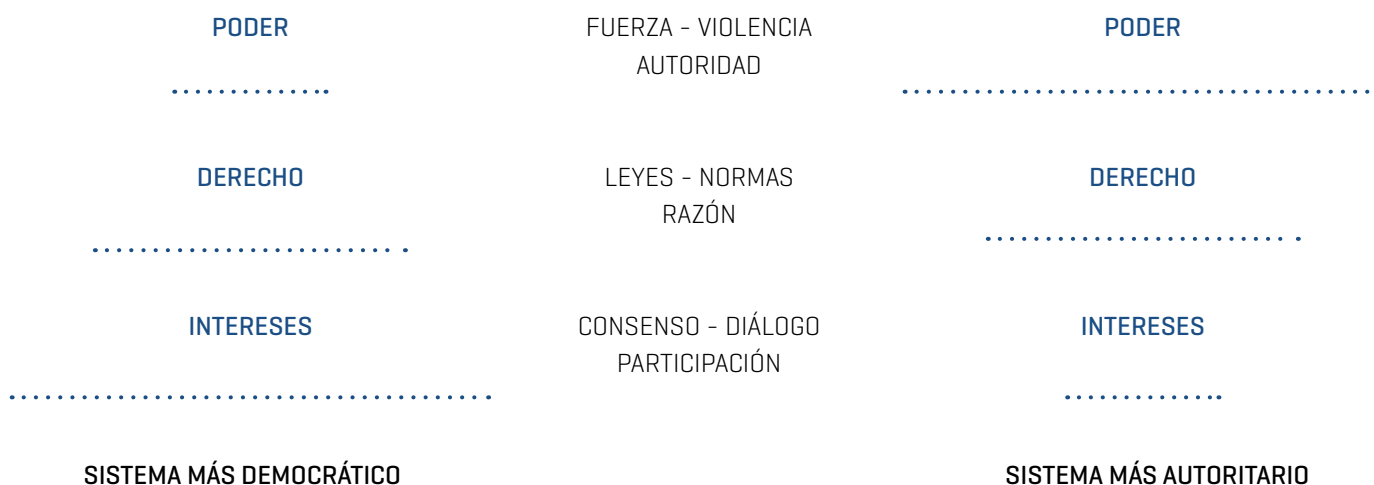 PODER
FUERZA - VIOLENCIA
AUTORIDAD
PODER
DERECHO
LEYES - NORMAS
RAZÓN
DERECHO
INTERESES
CONSENSO - DIÁLOGO
PARTICIPACIÓN
INTERESES
SISTEMA MÁS DEMOCRÁTICO
SISTEMA MÁS AUTORITARIO